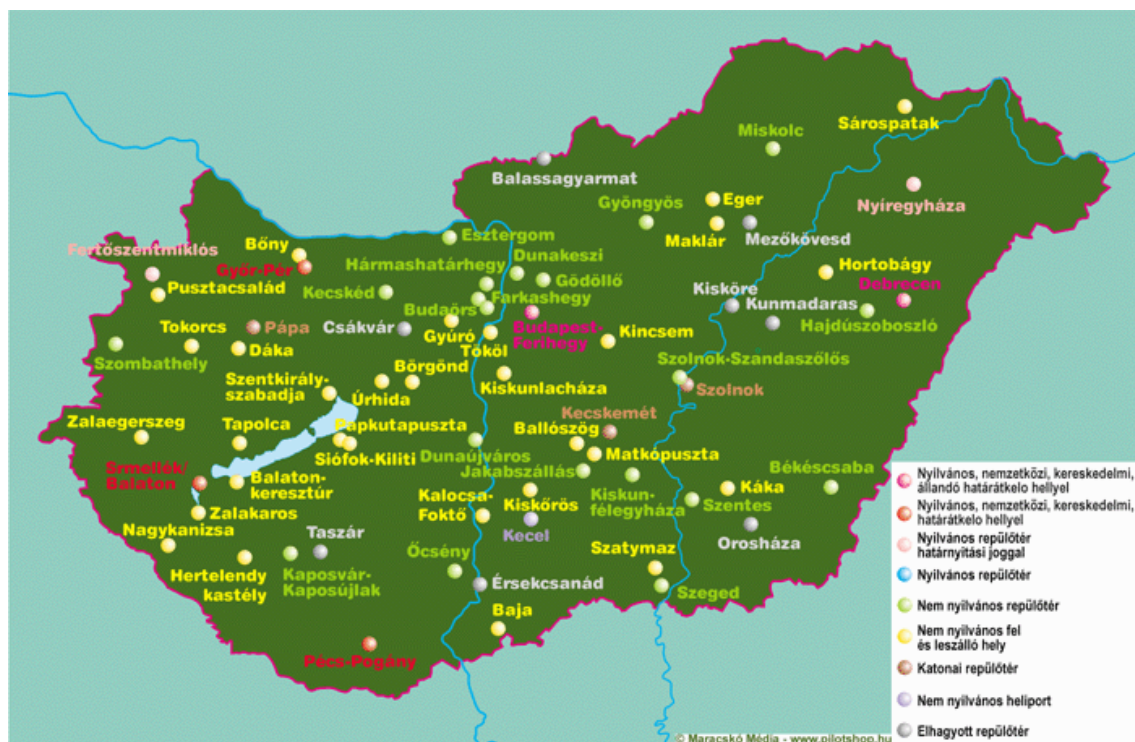 Sárospatak
Miskolc
Balassagyarmat
Nyíregyháza
Gyöngyös
Eger
Maklár
Mezőkövesd
Esztergom
Fertőszentmiklós
Bőny
Győr-Pér
Hármashatárhegy
Dunakeszi
Gödöllő
Hortobágy
Debrecen
Pusztacsalád
Kecskéd
Farkashegy
Kisköre
Kunmadaras
Hajdúszoboszló
Budaörs
Tokorcs
Pápa
Csákvár
Gyúró
Tököl
Budapest-
Ferihegy
Kincsem
Szombathely
Dáka
Szolnok-Szandaszőlős
Szolnok
Börgönd
Kiskunlacháza
Szentkirály-
szabadja
Úrhida
Kecskemét
Zalaegerszeg
Tapolca
Papkutapuszta
Ballószög
Siófok-Kiliti
Dunaújváros
Matkópuszta
Jakabszállás
Békéscsaba
Srmellék/
Balaton
Balaton-
keresztúr
Kalocsa-
Foktő
Kiskőrös
Kiskun-
félegyháza
Káka
Szentes
Zalakaros
Nagykanizsa
Taszár
Kecel
Orosháza
Hertelendy
kastély
Kaposvár-
Kaposújlak
Őcsény
Szatymaz
Érsekcsanád
Szeged
Baja
Pécs-Pogány
Nyilvános, nemzetközi, kereskedelmi,
állandó határátkelo hellyel
Nyilvános, nemzetközi, kereskedelmi,
határátkelo hellyel
Nyilvános repülőtér
határnyitási joggal
Nyilvános repülőtér
Nem nyilvános repülőtér
Nem nyilvános fel
és leszálló hely
Katonai repülőtér
Nem nyilvános heliport
Elhagyott repülőtér
© Maracskó Média - www.pilotshop.hu